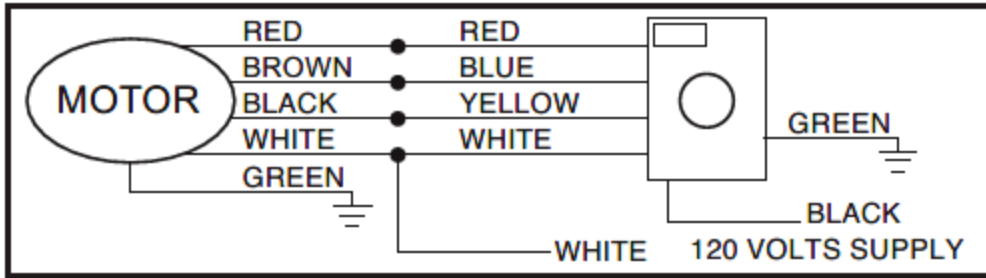 RED RED
BROWN BLUE
MOTOR BLACK YELLOW
WHITE WHITE GREEN
GREEN
BLACK
WHITE 120 VOLTS SUPPLY